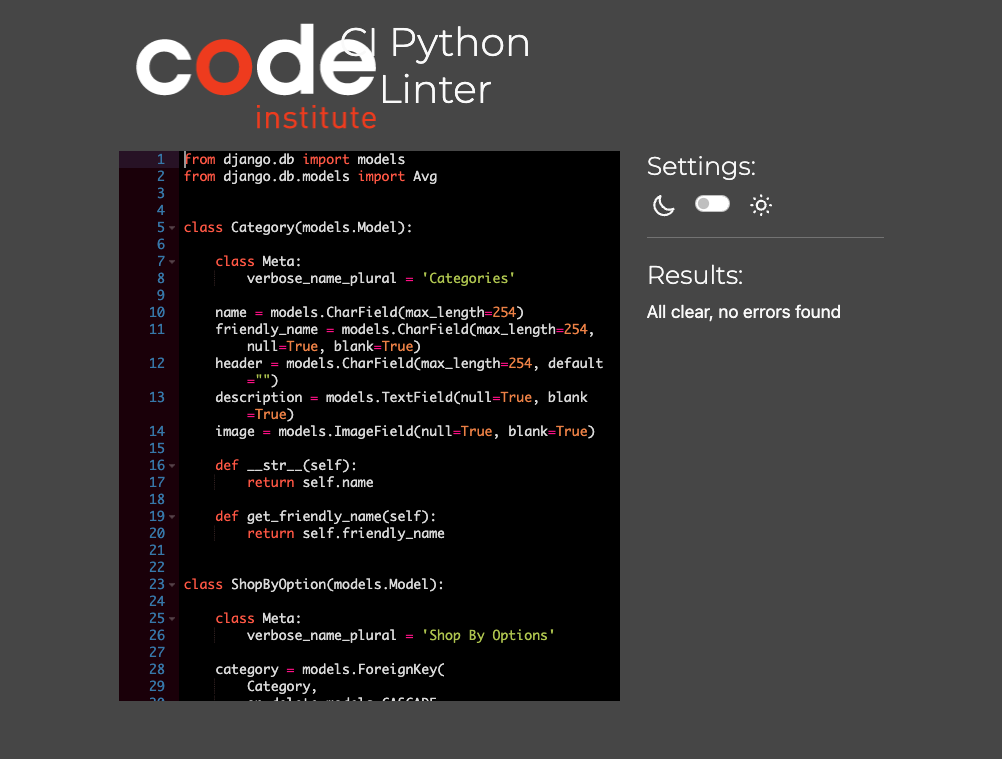 code
institute
CI Python
Linter
1 from django.db import models
2 from django.db.models import Avg
3
4
5 class Category(models.Model):
6
7     class Meta:
8         verbose_name_plural = 'Categories'
9
10     name = models.CharField(max_length=254)
11     friendly_name = models.CharField(max_length=254,
        null=True, blank=True)
12     header = models.CharField(max_length=254, default
        ="")
13     description = models.TextField(null=True, blank
        =True)
14     image = models.ImageField(null=True, blank=True)
15
16     def __str__(self):
17         return self.name
18
19     def get_friendly_name(self):
20         return self.friendly_name
21
22
23 class ShopByOption(models.Model):
24
25     class Meta:
26         verbose_name_plural = 'Shop By Options'
27
28     category = models.ForeignKey(
29         Category,
30         on_delete=models.CASCADE
Settings:
Results:
All clear, no errors found